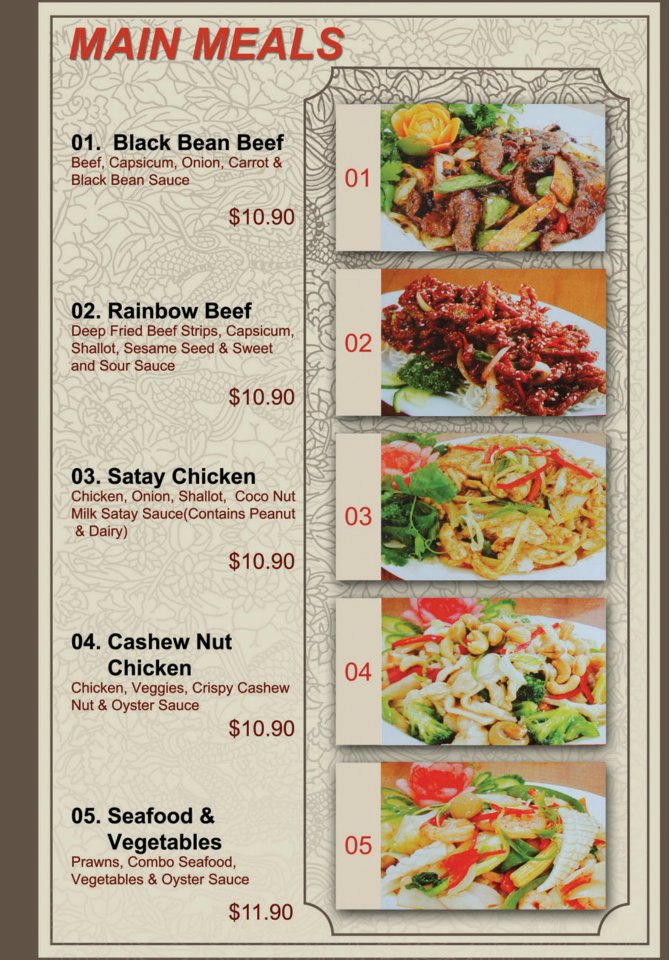 MAIN MEALS
01. Black Bean Beef
Beef, Capsicum, Onion, Carrot &
Black Bean Sauce
$10.90
01
02. Rainbow Beef
Deep Fried Beef Strips, Capsicum,
Shallot, Sesame Seed & Sweet
and Sour Sauce
$10.90
02
03. Satay Chicken
Chicken, Onion, Shallot, Coco Nut
Milk Satay Sauce(Contains Peanut
& Dairy)
$10.90
03
04. Cashew Nut
Chicken
Chicken, Veggies, Crispy Cashew
Nut & Oyster Sauce
$10.90
04
05. Seafood &
Vegetables
Prawns, Combo Seafood,
Vegetables & Oyster Sauce
$11.90
05